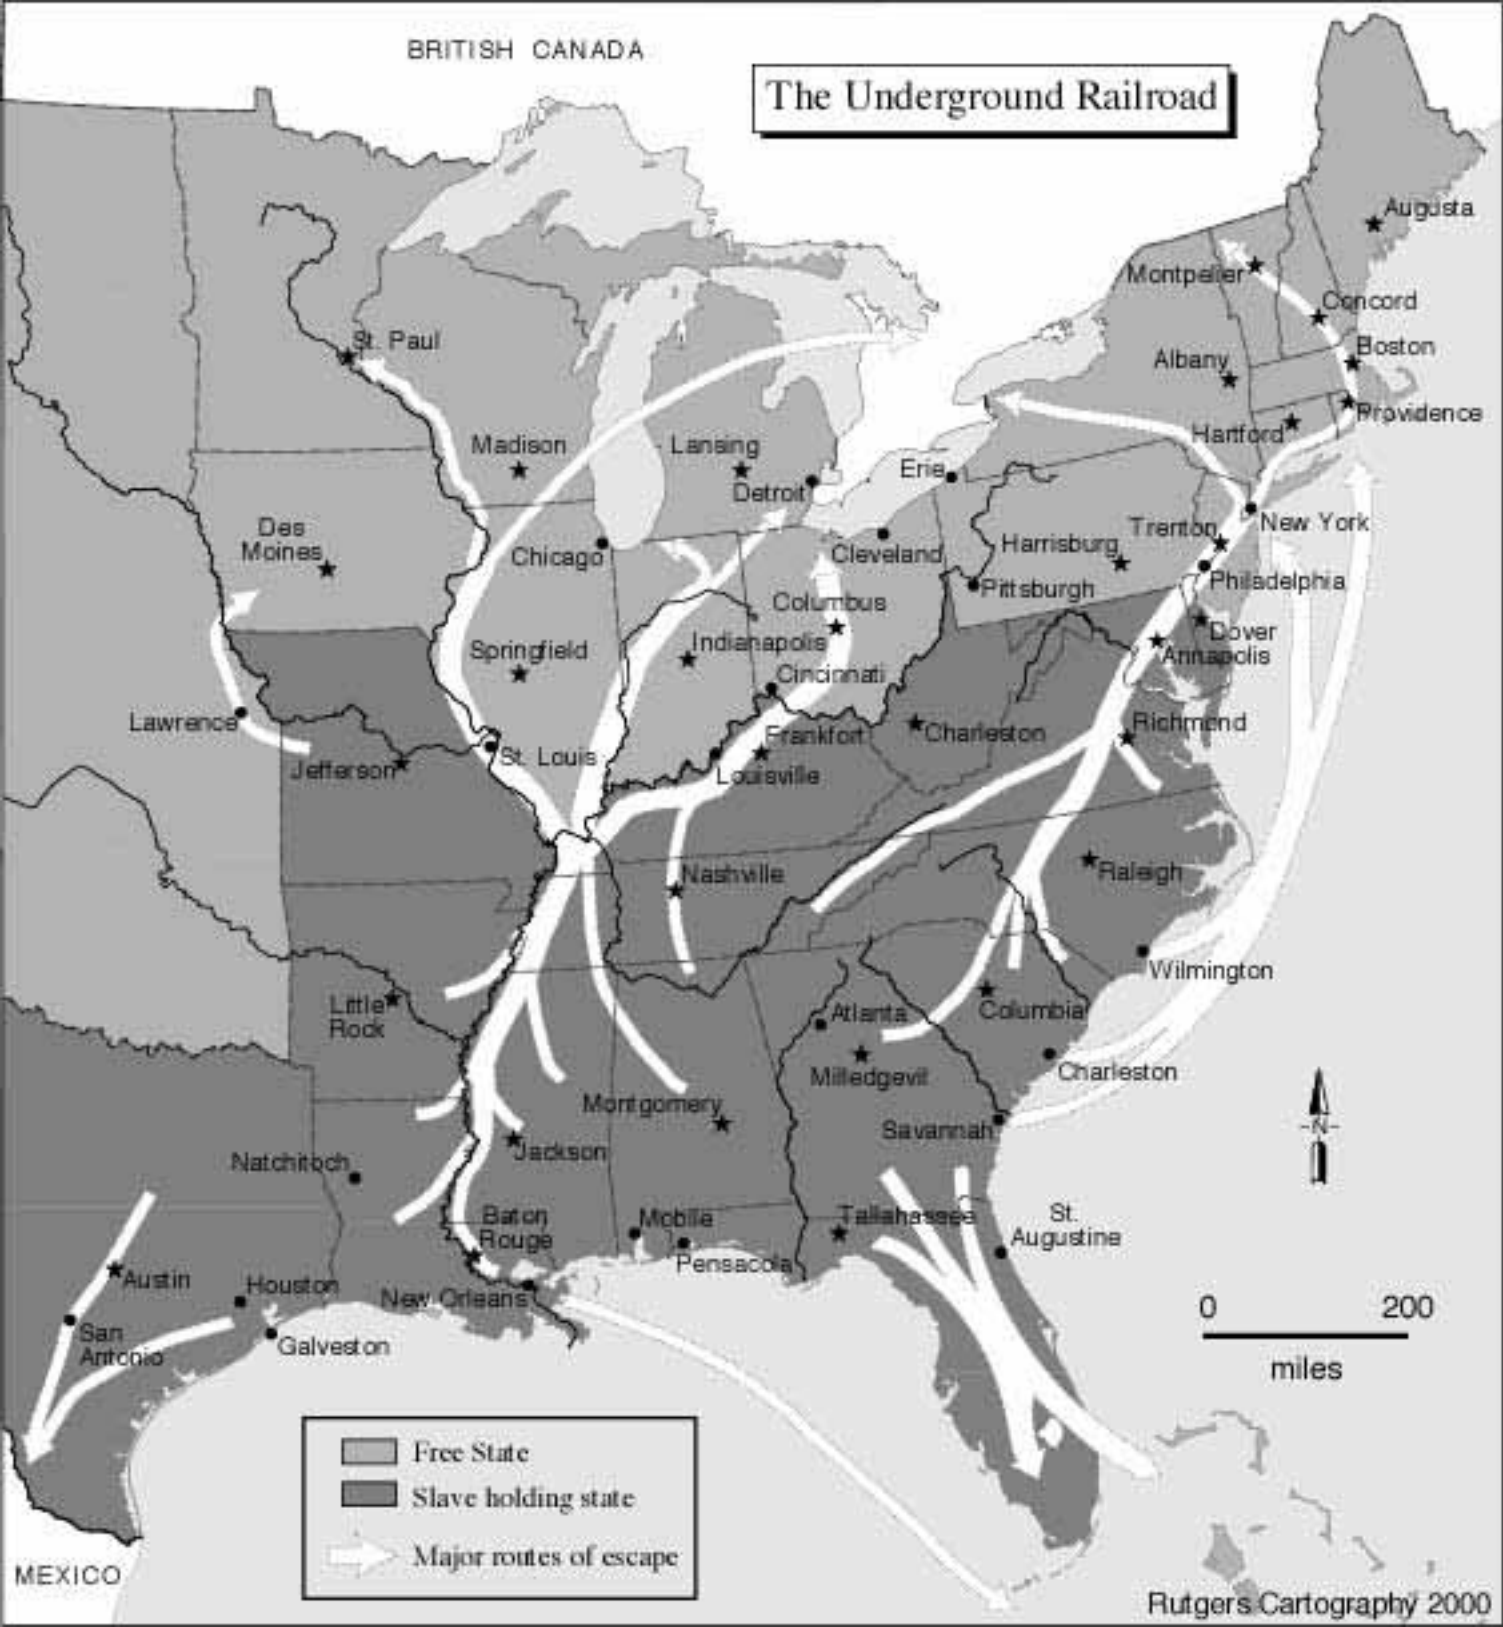 BRITISH CANADA
The Underground Railroad
Augusta
Montpelier
Concord
St. Paul
Boston
Albany
Providence
Madison
Lansing
Hartford
Erie
Detroit
New York
Des
Moines
Trenton
Chicago
Cleveland
Harrisburg
Philadelphia
Pittsburgh
Columbus
Dover
Springfield
Indianapolis
Annapolis
Cincinnati
Lawrence
Richmond
Charleston
Frankfort
St. Louis
Jefferson
Louisville
Nashville
Raleigh
Wilmington
Little
Rock
Atlanta
Columbia
Milledgevil
Charleston
Montgomery
Savannah
N
Jackson
Natchitoch
Baton
Rouge
Mobile
Tallahassee
St.
Augustine
Pensacola
Austin
Houston
New Orleans
0 200
miles
San
Antonio
Galveston
Free State
Slave holding state
Major routes of escape
MEXICO
Rutgers Cartography 2000